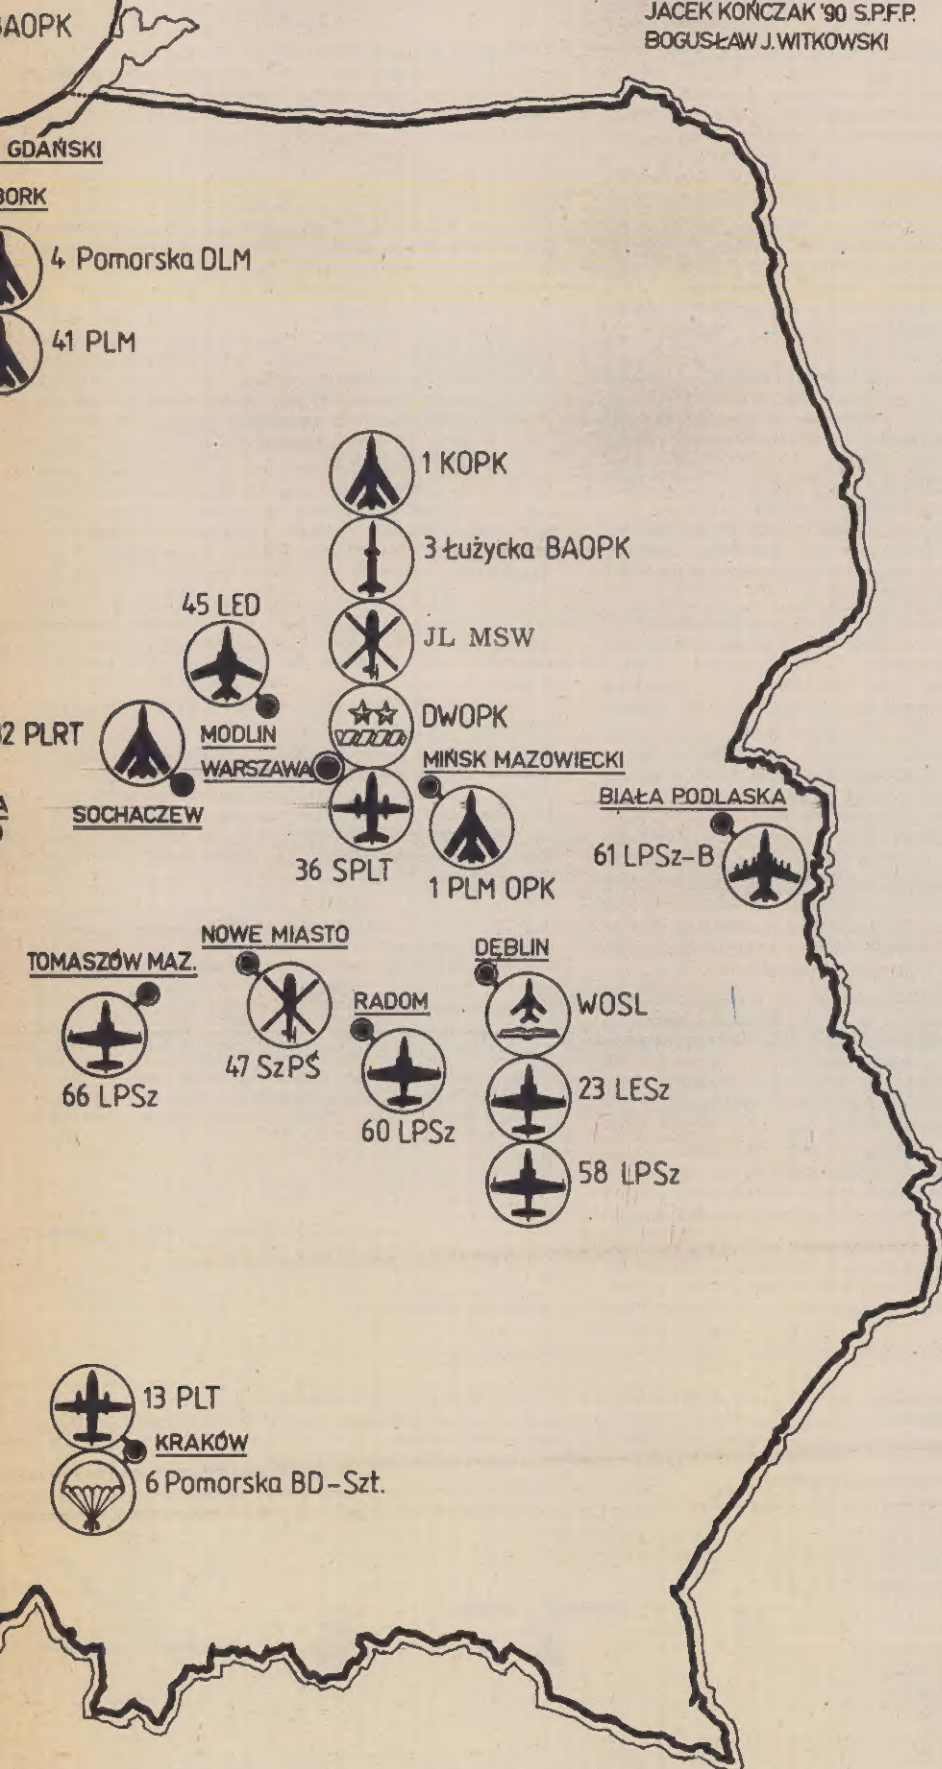 BAOPK
JACEK KOŃCZAK '90 S.P.F.P.
BOGUSŁAW J. WITKOWSKI
GDAŃSKI
BORK
4 Pomorska DLM
41 PLM
1 KOPK
3 Łużycka BAOPK
45 LED
JL MSW
2 PLRT
DWOPK
MODLIN
WARSZAWA
MIŃSK MAZOWIECKI
SOCHACZEW
BIAŁA PODLASKA
61 LPSz-B
36 SPLT
1 PLM OPK
NOWE MIASTO
DĘBLIN
TOMASZÓW MAZ.
RADOM
WOSL
47 SzPŚ
66 LPSz
23 LESz
60 LPSz
58 LPSz
13 PLT
KRAKÓW
6 Pomorska BD-Szt.